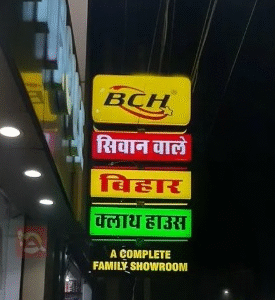 BCH
सिवान वाले
बिहार
क्लाथ हाउस
A COMPLETE
FAMILY SHOWROOM